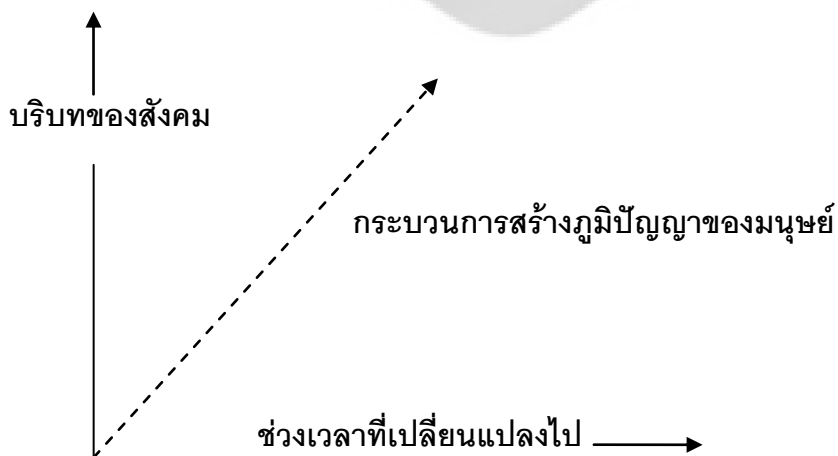 บริบทของสังคม
กระบวนการสร้างภูมิปัญญาของมนุษย์
ช่วงเวลาที่เปลี่ยนแปลงไป